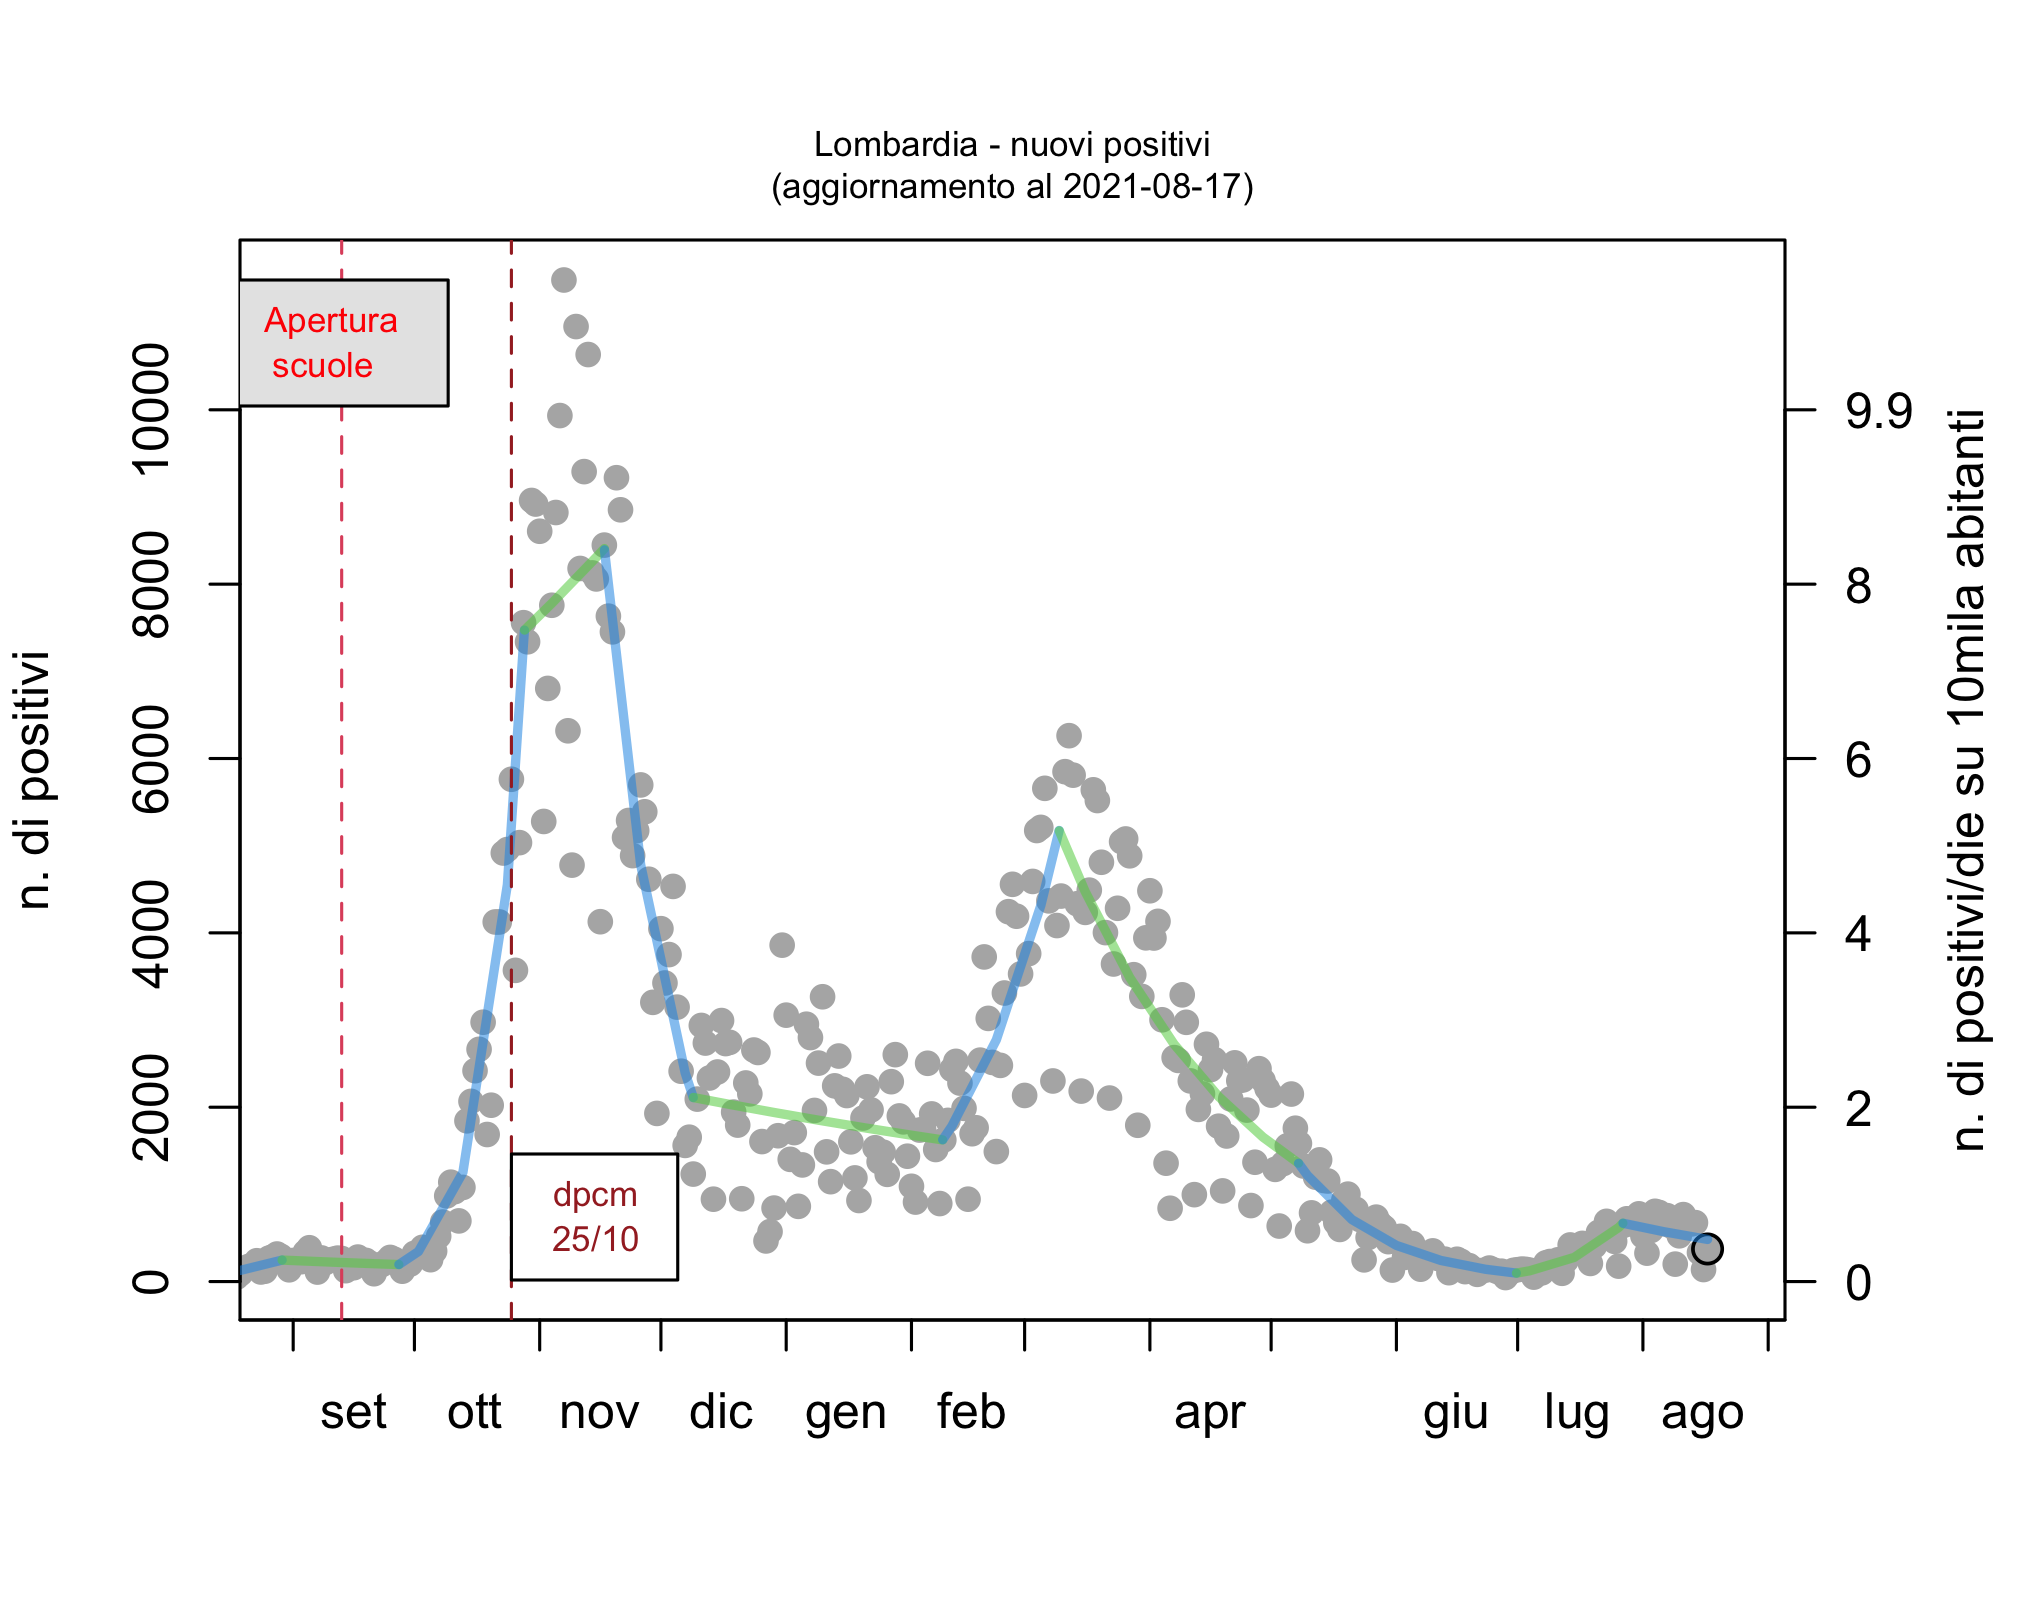 Lombardia - nuovi positivi
(aggiornamento al 2021-08-17)
Apertura
scuole
dpcm
25/10
n. di positivi
0
2000
4000
6000
8000
10000
n. di positivi/die su 10mila abitanti
0
2
4
6
8
9.9
set ott nov dic gen feb apr giu lug ago